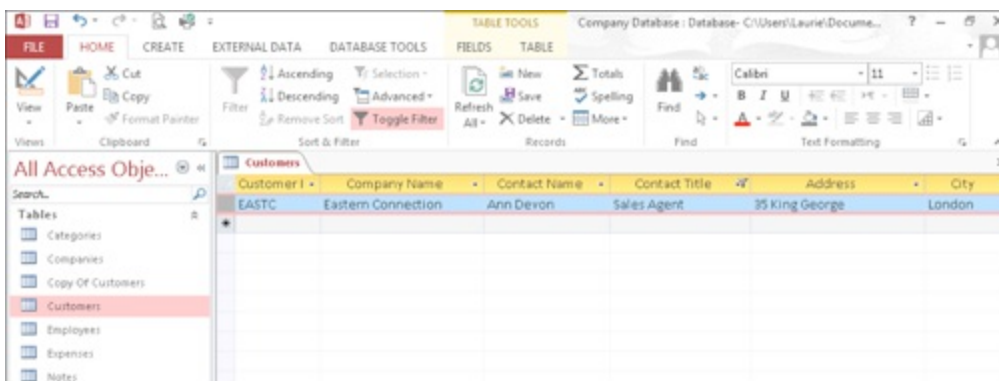 TABLE TOOLS Company Database : Database- C:\Users\Laurie\Docume... ?
FILE HOME CREATE EXTERNAL DATA DATABASE TOOLS FIELDS TABLE
Cut Ascending Selection New Totals Calibri 11
View Paste Copy Filter Descending Advanced Refresh All Save Spelling Find B I U
Format Painter Remove Sort Toggle Filter Delete More A
Views Clipboard Sort & Filter Records Find Text Formatting
All Access Obje... « Customers
Search...
Customer I Company Name Contact Name Contact Title Address City
EASTC Eastern Connection Ann Devon Sales Agent 35 King George London
Tables
Categories
Companies
Copy Of Customers
Customers
Employees
Expenses
Notes